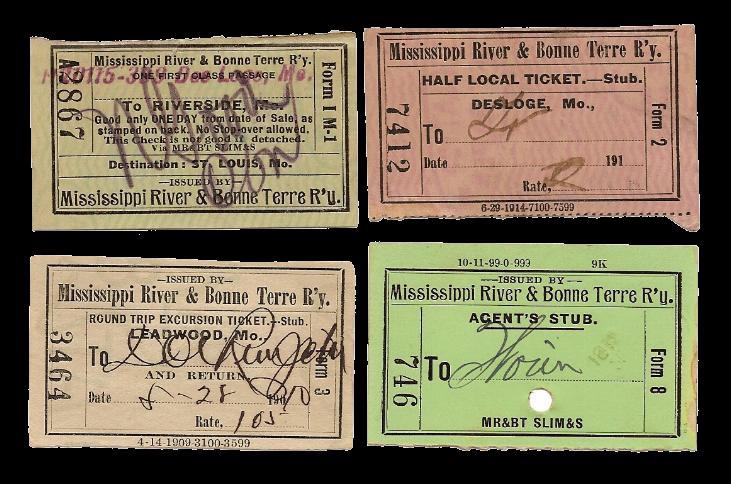 Mississippi River & Bonne Terre R'y.
ONE FIRST CLASS PASSAGE
To RIVERSIDE, Mo.
Good only ONE DAY from date of Sale, as
stamped on back. No Stop-over allowed.
This Check is not good if detached.
Via MR&BT SLIM&S
Destination: ST. LOUIS, Mo.
—ISSUED BY—
Mississippi River & Bonne Terre R'y.
A3867
Form 1 M-1
Mississippi River & Bonne Terre R'y.
HALF LOCAL TICKET.—Stub.
DESLOGE, Mo.,
To
Date 191
Rate,
7412
Form 2
6-29-1914-7100-7599
—ISSUED BY—
Mississippi River & Bonne Terre R'y.
ROUND TRIP EXCURSION TICKET.—Stub.
LEADWOOD, Mo.
To
AND RETURN.
Date 8-28 190 10
Rate, 105
3464
Form 3
4-14-1909-3100-3599
10-11-99-0-999 9K
—ISSUED BY—
Mississippi River & Bonne Terre R'y.
AGENT'S STUB.
To
MR&BT SLIM&S
746
Form 8